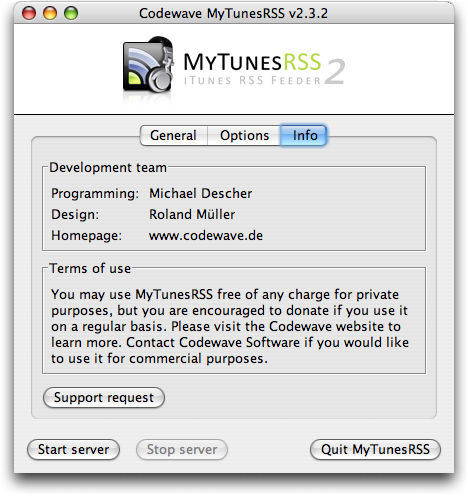 Codewave MyTunesRSS v2.3.2
MYTUNESRSS 2
ITUNES RSS FEEDER
General Options Info
Development team
Programming: Michael Descher
Design: Roland Müller
Homepage: www.codewave.de
Terms of use
You may use MyTunesRSS free of any charge for private
purposes, but you are encouraged to donate if you use it
on a regular basis. Please visit the Codewave website to
learn more. Contact Codewave Software if you would like
to use it for commercial purposes.
Support request
Start server Stop server Quit MyTunesRSS